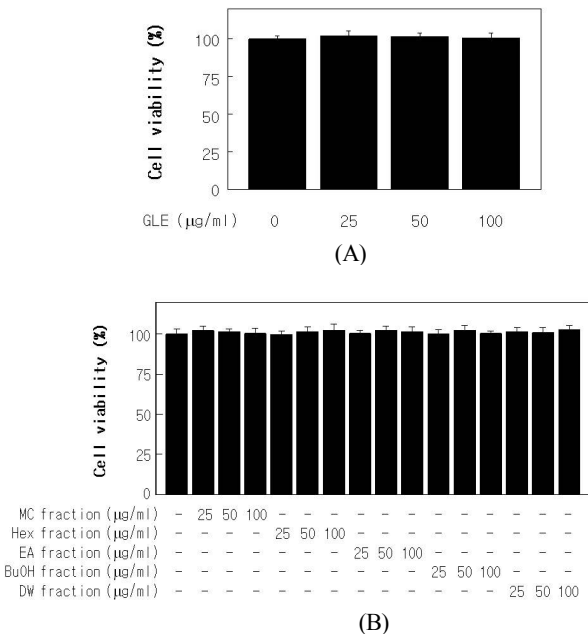 Cell viability (%)
100
75
50
25
0
GLE (μg/ml) 0 25 50 100
(A)
Cell viability (%)
100
75
50
25
0
MC fraction (μg/ml) – 25 50 100 – – – – – – – – – – – –
Hex fraction (μg/ml) – – – – 25 50 100 – – – – – – – – –
EA fraction (μg/ml) – – – – – – – 25 50 100 – – – – – –
BuOH fraction (μg/ml) – – – – – – – – – – 25 50 100 – – –
DW fraction (μg/ml) – – – – – – – – – – – – – 25 50 100
(B)